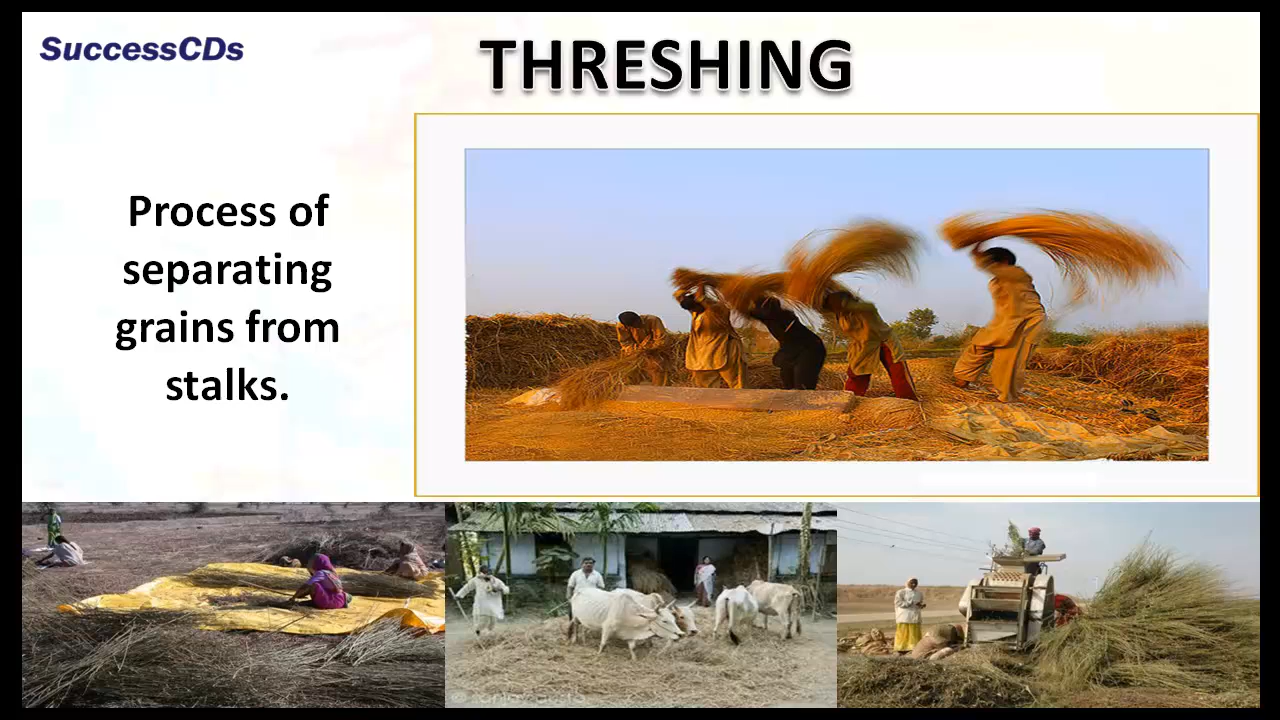 SuccessCDs
THRESHING
Process of
separating
grains from
stalks.